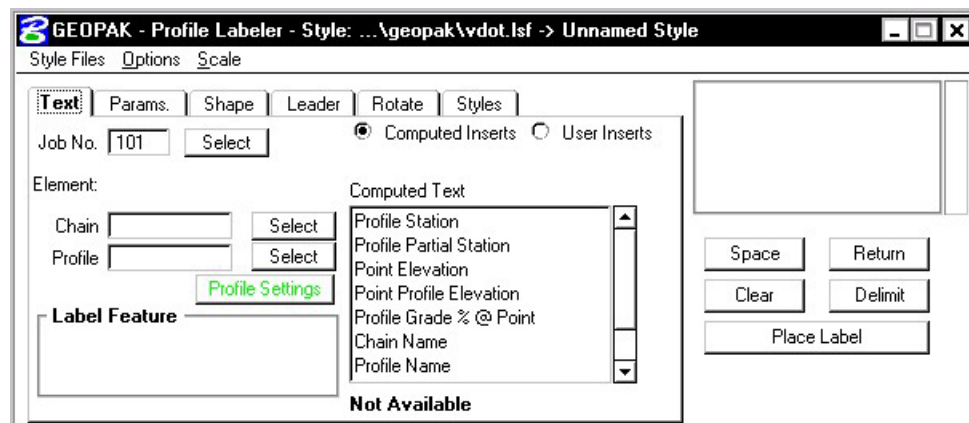 GEOPAK - Profile Labeler - Style: ...\geopak\vdot.lsf -> Unnamed Style
Style Files Options Scale
Text Params. Shape Leader Rotate Styles
Job No. 101 Select Computed Inserts User Inserts
Element:
Chain Select
Profile Select
Profile Settings
Label Feature
Computed Text
Profile Station
Profile Partial Station
Point Elevation
Point Profile Elevation
Profile Grade % @ Point
Chain Name
Profile Name
Not Available
Space Return
Clear Delimit
Place Label